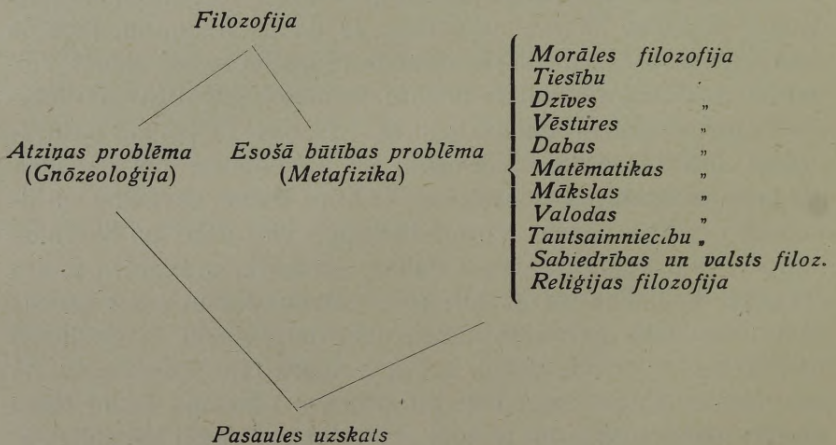 Filozofija
Atziņas problēma
(Gnōzeoloģija)
Esošā būtības problēma
(Metafizika)
Morāles filozofija
Tiesību „
Dzīves „
Vēstures „
Dabas „
Matēmatikas „
Mākslas „
Valodas „
Tautsaimniecību „
Sabiedrības un valsts filoz.
Reliģijas filozofija
Pasaules uzskats